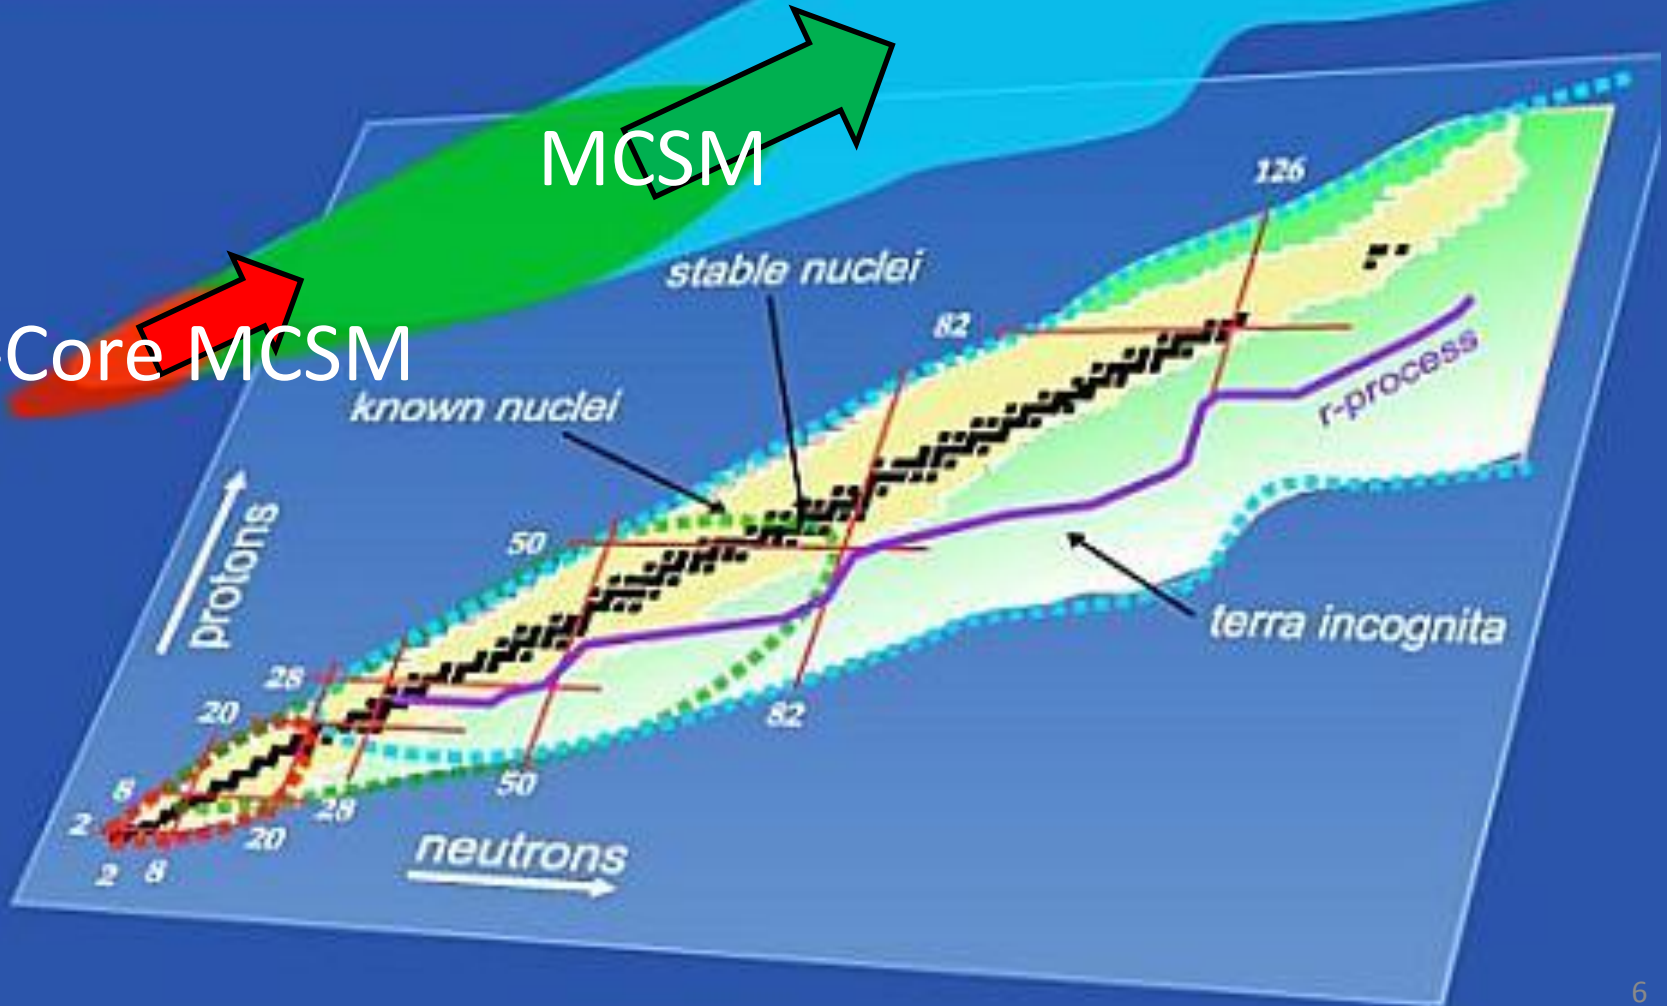 MCSM
126
stable nuclei
82
-Core MCSM
known nuclei
r-process
50
protons
terra incognita
28
20
82
8
50
2
28
20
neutrons
2 8
6